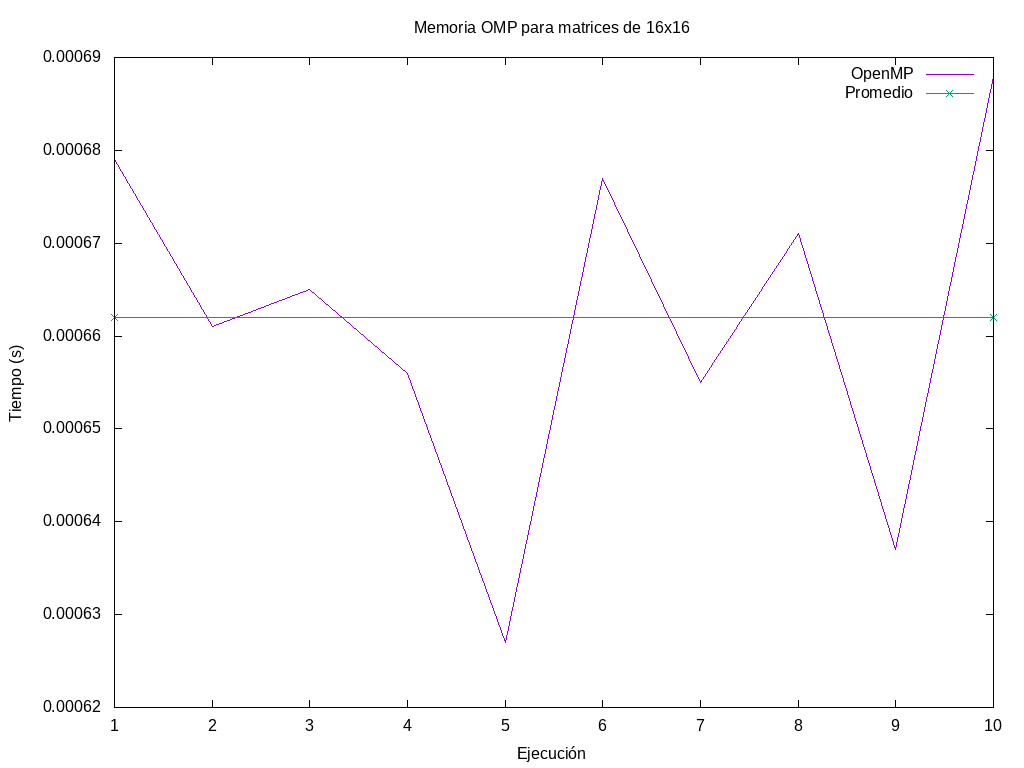 Memoria OMP para matrices de 16x16
OpenMP
Promedio
0.00069
0.00068
0.00067
0.00066
0.00065
0.00064
0.00063
0.00062
Tiempo (s)
1 2 3 4 5 6 7 8 9 10
Ejecución